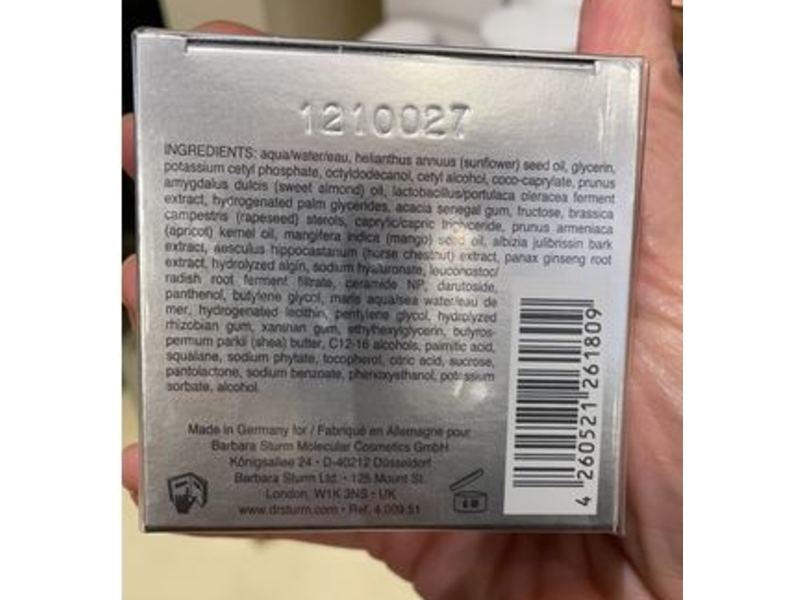 1210027
INGREDIENTS: aqua/water/eau, helianthus annuus (sunflower) seed oil, glycerin,
potassium cetyl phosphate, octyldodecanol, cetyl alcohol, coco-caprylate, prunus
amygdalus dulcis (sweet almond) oil, lactobacillus/portulaca oleracea ferment
extract, hydrogenated palm glycerides, acacia senegal gum, fructose, brassica
campestris (rapeseed) sterols, caprylic/capric triglyceride, prunus armeniaca
(apricot) kernel oil, mangifera indica (mango) seed oil, albizia julibrissin bark
extract, aesculus hippocastanum (horse chestnut) extract, panax ginseng root
extract, hydrolyzed algin, sodium hyaluronate, leuconostoc/
radish root ferment filtrate, ceramide NP, darutoside,
panthenol, butylene glycol, maris aqua/sea water/eau de
mer, hydrogenated lecithin, pentylene glycol, hydrolyzed
rhizobian gum, xanthan gum, ethylhexylglycerin, butyros-
permum parkii (shea) butter, C12-16 alcohols, palmitic acid,
squalane, sodium phytate, tocopherol, citric acid, sucrose,
pantolactone, sodium benzoate, phenoxyethanol, potassium
sorbate, alcohol.
Made in Germany for / Fabriqué en Allemagne pour
Barbara Sturm Molecular Cosmetics GmbH
Königsallee 24 • D-40212 Düsseldorf
Barbara Sturm Ltd. • 125 Mount St.
London, W1K 3NS • UK
www.drsturm.com • Ref. 4.009.51
4 260521 261809